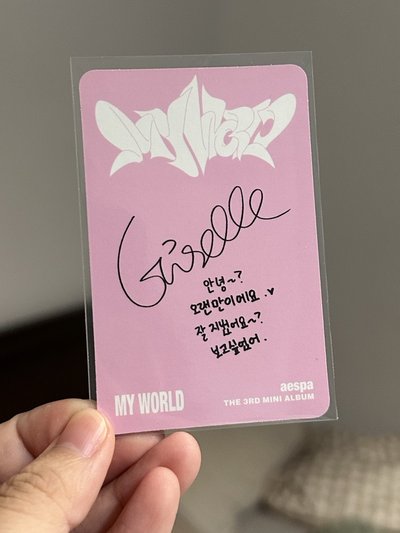 MY WORLD
Giselle
안녕~?
오랜만이에요.♥
잘 지냈어요~?
보고싶었어.
MY WORLD
aespa
THE 3RD MINI ALBUM